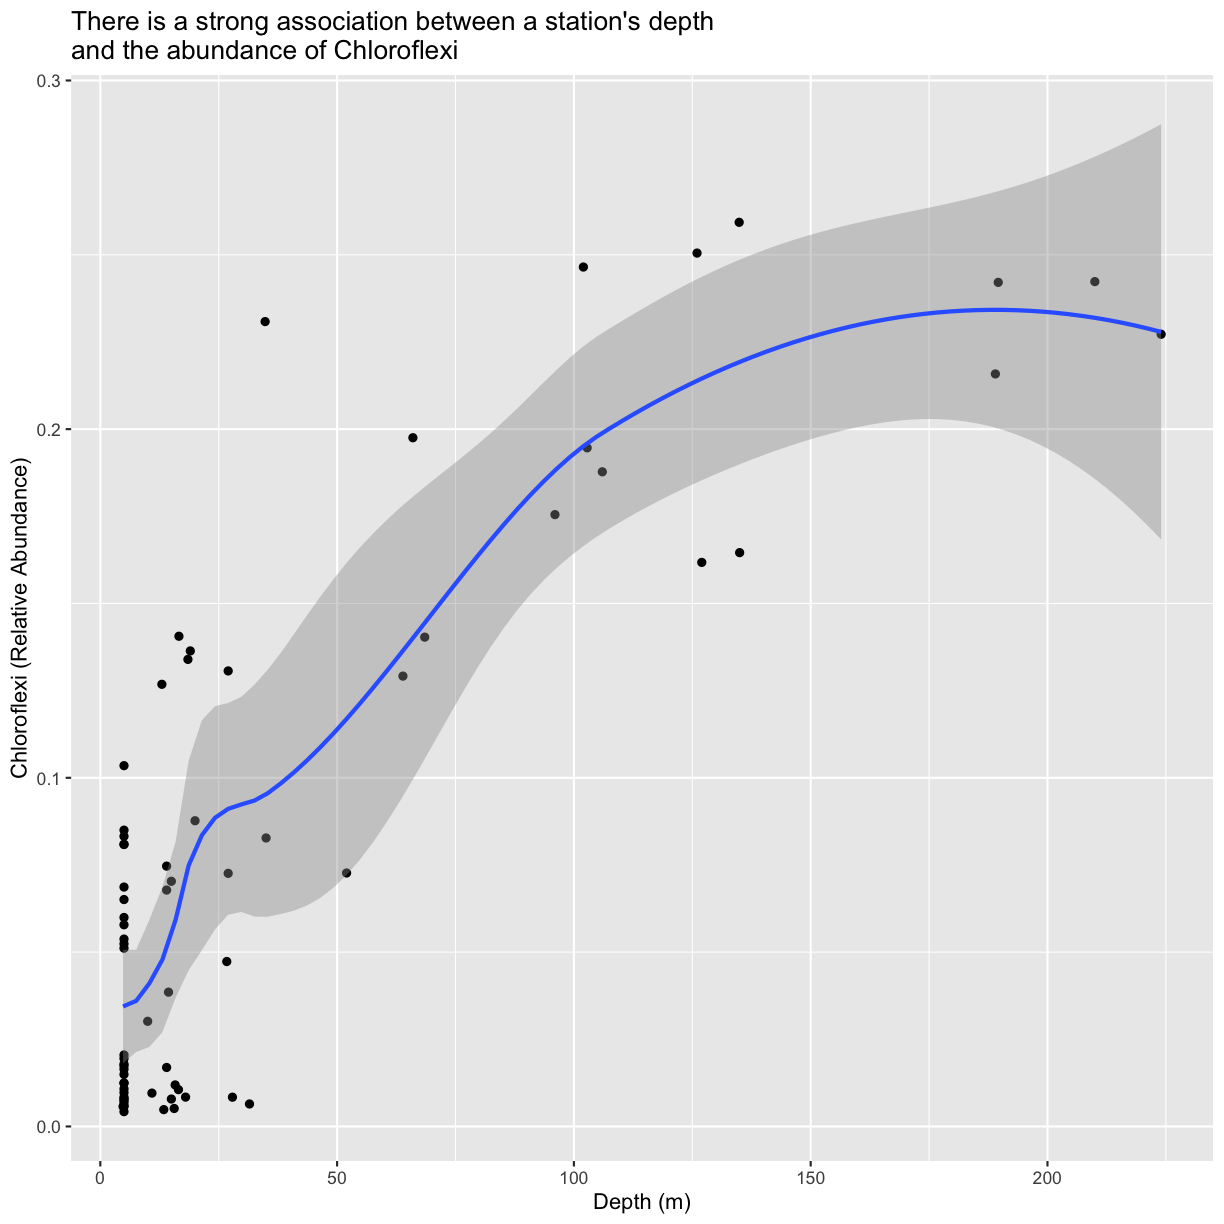 There is a strong association between a station's depth
and the abundance of Chloroflexi
0.3
0.2
0.1
0.0
Chloroflexi (Relative Abundance)
0
50
100
150
200
Depth (m)